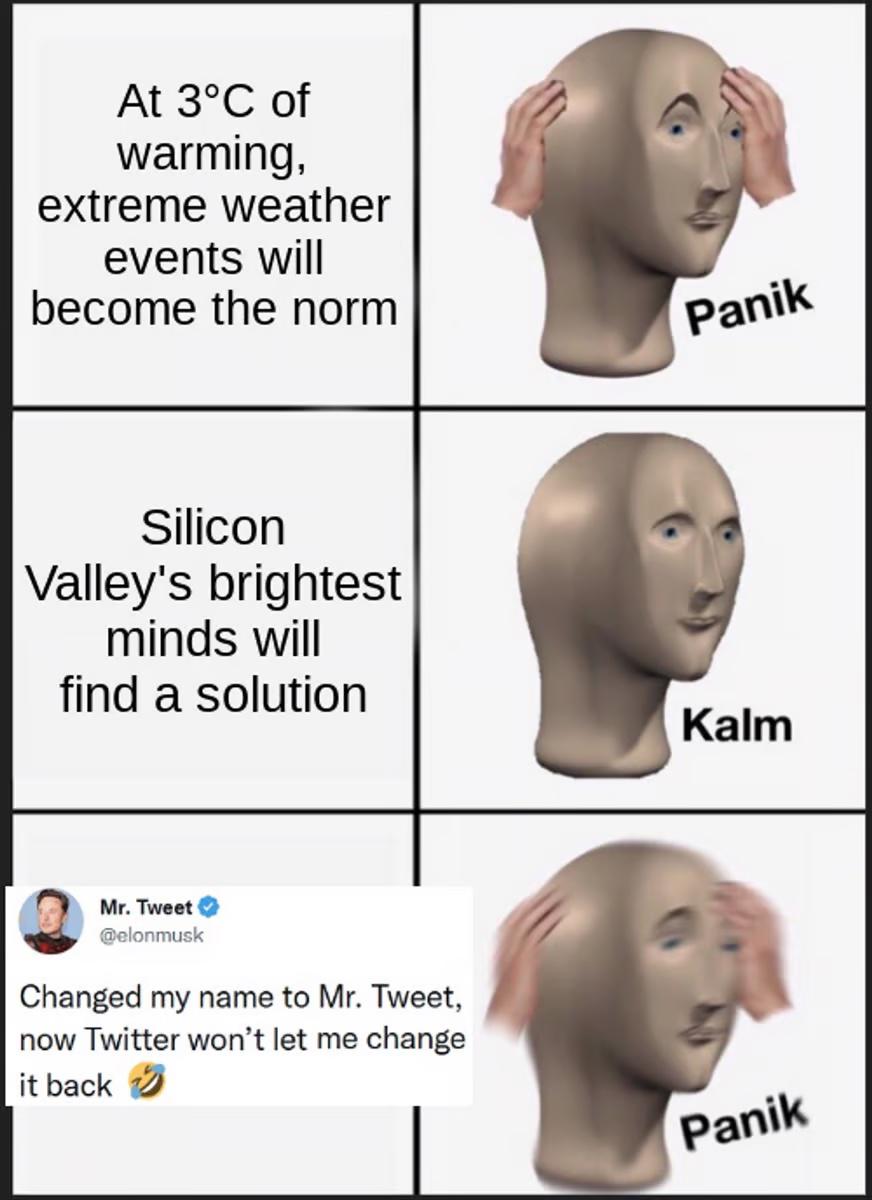 At 3°C of
warming,
extreme weather
events will
become the norm
Panik
Silicon
Valley's brightest
minds will
find a solution
Kalm
Mr. Tweet
@elonmusk
Changed my name to Mr. Tweet,
now Twitter won’t let me change
it back 🤣
Panik